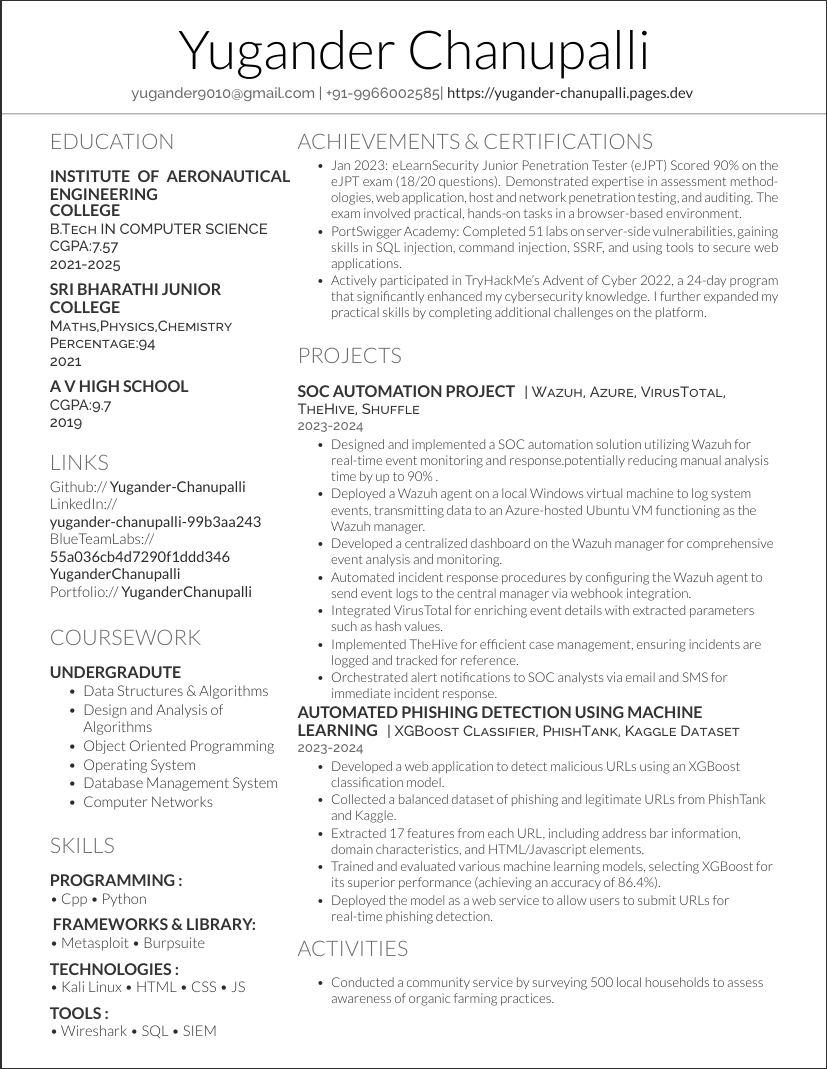 Yugander Chanupalli
yugander9010@gmail.com | +91-9966002585| https://yugander-chanupalli.pages.dev
EDUCATION
INSTITUTE OF AERONAUTICAL
ENGINEERING
COLLEGE
B.Tech IN COMPUTER SCIENCE
CGPA:7.57
2021-2025
SRI BHARATHI JUNIOR
COLLEGE
Maths,Physics,Chemistry
Percentage:94
2021
A V HIGH SCHOOL
CGPA:9.7
2019
LINKS
Github:// Yugander-Chanupalli
LinkedIn://
yugander-chanupalli-99b3aa243
BlueTeamLabs://
55a036cb4d7290f1ddd346
YuganderChanupalli
Portfolio:// YuganderChanupalli
COURSEWORK
UNDERGRADUTE
• Data Structures & Algorithms
• Design and Analysis of
Algorithms
• Object Oriented Programming
• Operating System
• Database Management System
• Computer Networks
SKILLS
PROGRAMMING :
• Cpp • Python
FRAMEWORKS & LIBRARY:
• Metasploit • Burpsuite
TECHNOLOGIES :
• Kali Linux • HTML • CSS • JS
TOOLS :
• Wireshark • SQL • SIEM
ACHIEVEMENTS & CERTIFICATIONS
• Jan 2023: eLearnSecurity Junior Penetration Tester (eJPT) Scored 90% on the
eJPT exam (18/20 questions). Demonstrated expertise in assessment method-
ologies, web application, host and network penetration testing, and auditing. The
exam involved practical, hands-on tasks in a browser-based environment.
• PortSwigger Academy: Completed 51 labs on server-side vulnerabilities, gaining
skills in SQL injection, command injection, SSRF, and using tools to secure web
applications.
• Actively participated in TryHackMe's Advent of Cyber 2022, a 24-day program
that significantly enhanced my cybersecurity knowledge. I further expanded my
practical skills by completing additional challenges on the platform.
PROJECTS
SOC AUTOMATION PROJECT | Wazuh, Azure, VirusTotal,
TheHive, Shuffle
2023-2024
• Designed and implemented a SOC automation solution utilizing Wazuh for
real-time event monitoring and response.potentially reducing manual analysis
time by up to 90% .
• Deployed a Wazuh agent on a local Windows virtual machine to log system
events, transmitting data to an Azure-hosted Ubuntu VM functioning as the
Wazuh manager.
• Developed a centralized dashboard on the Wazuh manager for comprehensive
event analysis and monitoring.
• Automated incident response procedures by configuring the Wazuh agent to
send event logs to the central manager via webhook integration.
• Integrated VirusTotal for enriching event details with extracted parameters
such as hash values.
• Implemented TheHive for efficient case management, ensuring incidents are
logged and tracked for reference.
• Orchestrated alert notifications to SOC analysts via email and SMS for
immediate incident response.
AUTOMATED PHISHING DETECTION USING MACHINE
LEARNING | XGBoost Classifier, PhishTank, Kaggle Dataset
2023-2024
• Developed a web application to detect malicious URLs using an XGBoost
classification model.
• Collected a balanced dataset of phishing and legitimate URLs from PhishTank
and Kaggle.
• Extracted 17 features from each URL, including address bar information,
domain characteristics, and HTML/Javascript elements.
• Trained and evaluated various machine learning models, selecting XGBoost for
its superior performance (achieving an accuracy of 86.4%).
• Deployed the model as a web service to allow users to submit URLs for
real-time phishing detection.
ACTIVITIES
• Conducted a community service by surveying 500 local households to assess
awareness of organic farming practices.